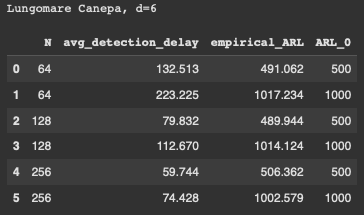 Lungomare Canepa, d=6
N avg_detection_delay empirical_ARL ARL_0
0 64 132.513 491.062 500
1 64 223.225 1017.234 1000
2 128 79.832 489.944 500
3 128 112.670 1014.124 1000
4 256 59.744 506.362 500
5 256 74.428 1002.579 1000